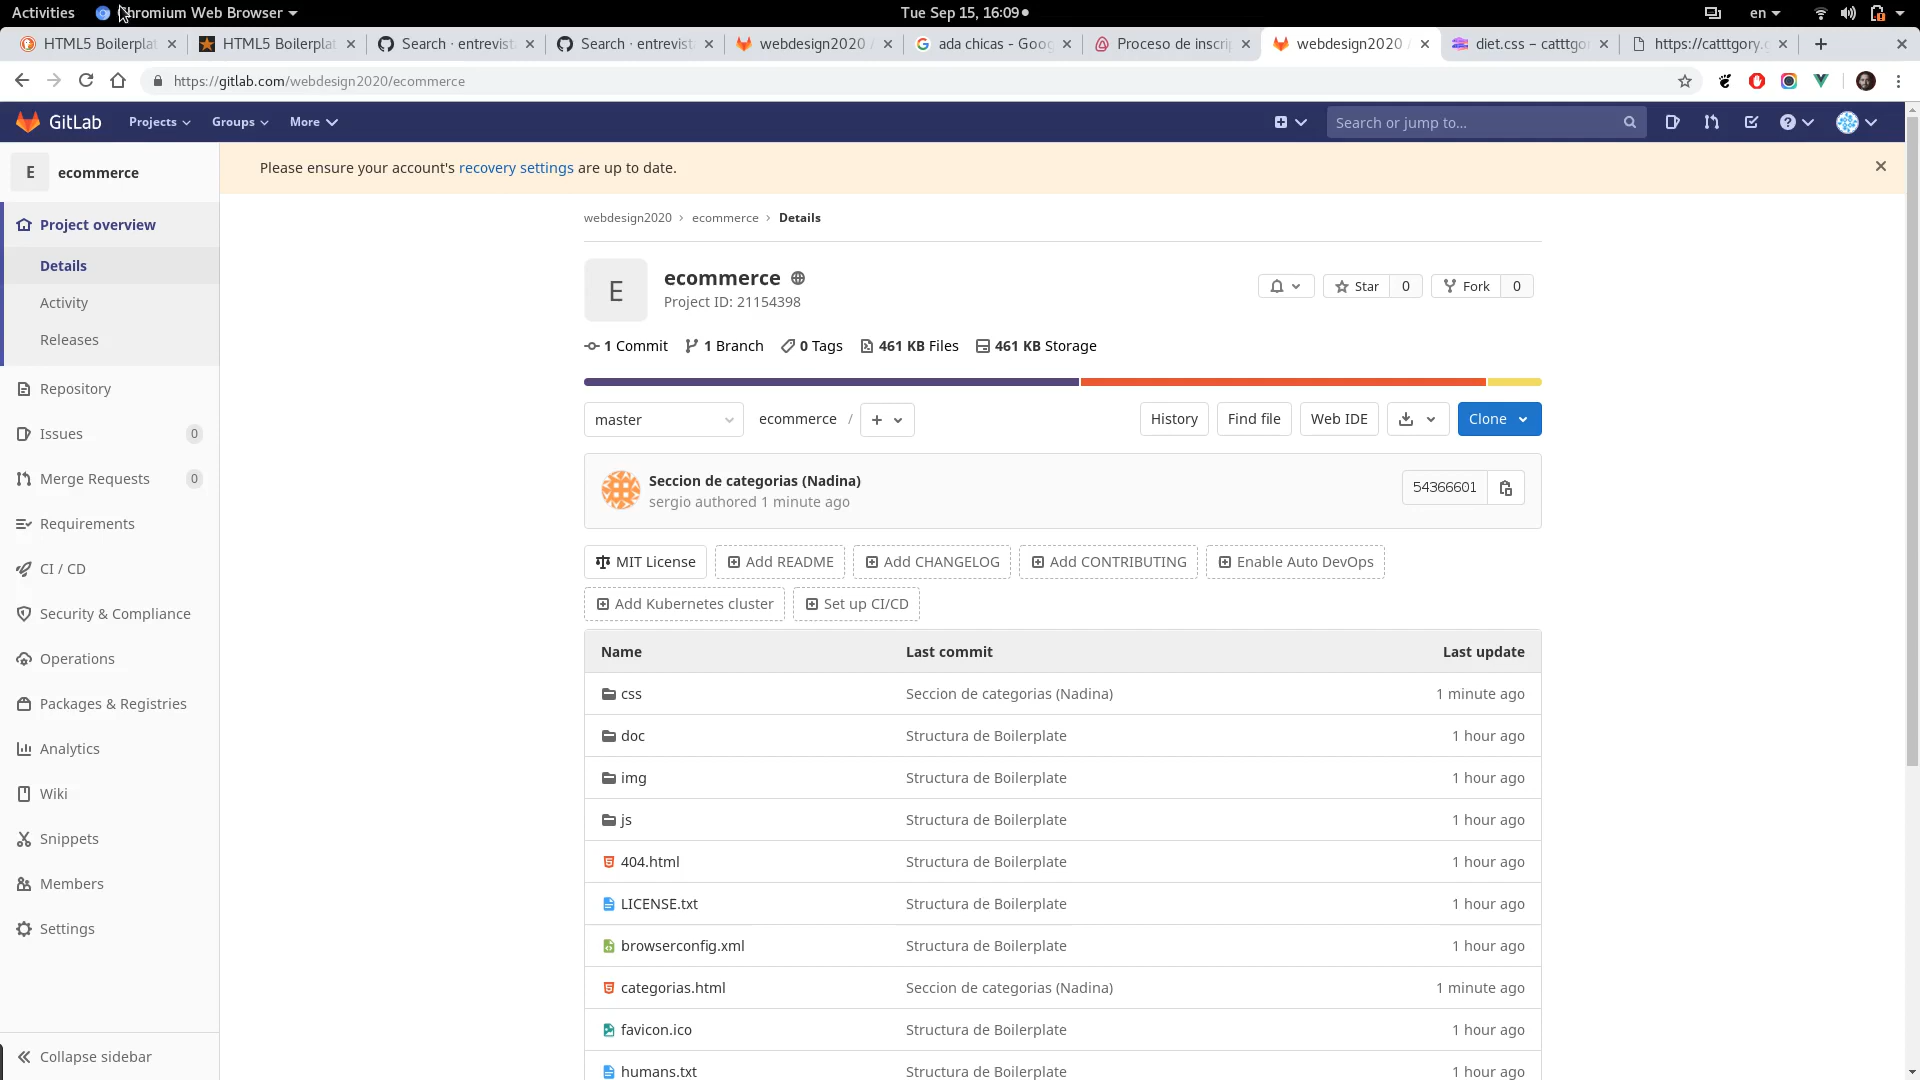 Activities Chromium Web Browser Tue Sep 15, 16:09 en
HTML5 Boilerplat HTML5 Boilerplat Search · entrevist Search · entrevist webdesign2020 / ada chicas - Goog Proceso de inscri webdesign2020 / diet.css – catttgor https://catttgory.g
https://gitlab.com/webdesign2020/ecommerce
GitLab Projects Groups More Search or jump to...
E ecommerce
Please ensure your account's recovery settings are up to date.
Project overview
Details
Activity
Releases
Repository
Issues 0
Merge Requests 0
Requirements
CI / CD
Security & Compliance
Operations
Packages & Registries
Analytics
Wiki
Snippets
Members
Settings
Collapse sidebar
webdesign2020 > ecommerce > Details
E
ecommerce
Project ID: 21154398
Star 0 Fork 0
1 Commit 1 Branch 0 Tags 461 KB Files 461 KB Storage
master ecommerce / + History Find file Web IDE Clone
Seccion de categorias (Nadina)
sergio authored 1 minute ago
54366601
MIT License Add README Add CHANGELOG Add CONTRIBUTING Enable Auto DevOps
Add Kubernetes cluster Set up CI/CD
Name Last commit Last update
css Seccion de categorias (Nadina) 1 minute ago
doc Structura de Boilerplate 1 hour ago
img Structura de Boilerplate 1 hour ago
js Structura de Boilerplate 1 hour ago
404.html Structura de Boilerplate 1 hour ago
LICENSE.txt Structura de Boilerplate 1 hour ago
browserconfig.xml Structura de Boilerplate 1 hour ago
categorias.html Seccion de categorias (Nadina) 1 minute ago
favicon.ico Structura de Boilerplate 1 hour ago
humans.txt Structura de Boilerplate 1 hour ago